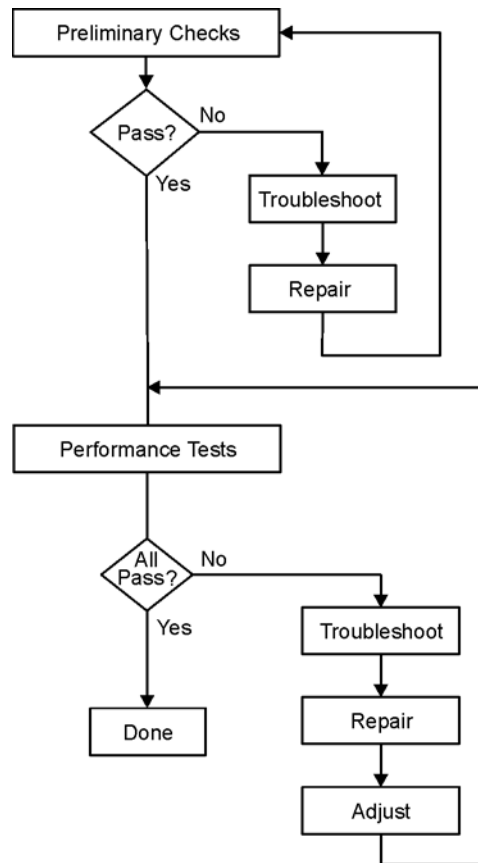 Preliminary Checks
Pass?
No
Yes
Troubleshoot
Repair
Performance Tests
All
Pass?
No
Yes
Troubleshoot
Done
Repair
Adjust